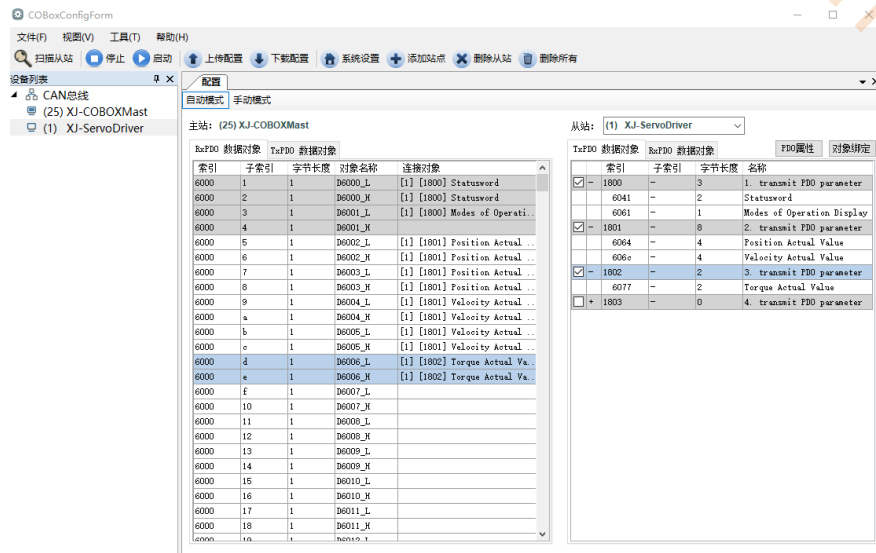 COBoxConfigForm
文件(F) 视图(V) 工具(T) 帮助(H)
扫描从站 停止 启动 上传配置 下载配置 系统设置 添加站点 删除从站 删除所有
设备列表 配置
CAN总线
(25) XJ-COBOXMast
(1) XJ-ServoDriver
自动模式 手动模式
主站: (25) XJ-COBOXMast
RxPDO 数据对象 TxPDO 数据对象
索引 子索引 字节长度 对象名称 连接对象
6000 1 1 D6000_L [1] [1800] Statusword
6000 2 1 D6000_H [1] [1800] Statusword
6000 3 1 D6001_L [1] [1800] Modes of Operati..
6000 4 1 D6001_H
6000 5 1 D6002_L [1] [1801] Position Actual ..
6000 6 1 D6002_H [1] [1801] Position Actual ..
6000 7 1 D6003_L [1] [1801] Position Actual ..
6000 8 1 D6003_H [1] [1801] Position Actual ..
6000 9 1 D6004_L [1] [1801] Velocity Actual ..
6000 a 1 D6004_H [1] [1801] Velocity Actual ..
6000 b 1 D6005_L [1] [1801] Velocity Actual ..
6000 c 1 D6005_H [1] [1801] Velocity Actual ..
6000 d 1 D6006_L [1] [1802] Torque Actual Va..
6000 e 1 D6006_H [1] [1802] Torque Actual Va..
6000 f 1 D6007_L
6000 10 1 D6007_H
6000 11 1 D6008_L
6000 12 1 D6008_H
6000 13 1 D6009_L
6000 14 1 D6009_H
6000 15 1 D6010_L
6000 16 1 D6010_H
6000 17 1 D6011_L
6000 18 1 D6011_H
6000 19 1 D6012_L
从站: (1) XJ-ServoDriver
TxPDO 数据对象 RxPDO 数据对象 PDO属性 对象绑定
索引 子索引 字节长度 名称
- 1800 - 3 1. transmit PDO parameter
6041 - 2 Statusword
6061 - 1 Modes of Operation Display
- 1801 - 8 2. transmit PDO parameter
6064 - 4 Position Actual Value
606c - 4 Velocity Actual Value
- 1802 - 2 3. transmit PDO parameter
6077 - 2 Torque Actual Value
+ 1803 - 0 4. transmit PDO parameter